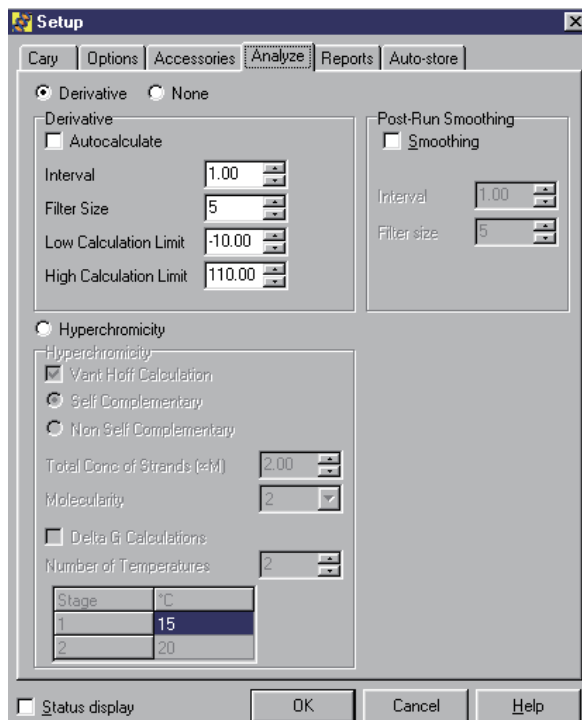 Setup
Cary Options Accessories Analyze Reports Auto-store
Derivative None
Derivative
Autocalculate
Interval 1.00
Filter Size 5
Low Calculation Limit -10.00
High Calculation Limit 110.00
Post-Run Smoothing
Smoothing
Interval 1.00
Filter size 5
Hyperchromicity
Hyperchromicity
Vant Hoff Calculation
Self Complementary
Non Self Complementary
Total Conc of Strands (∝M) 2.00
Molecularity 2
Delta G Calculations
Number of Temperatures 2
Stage °C
1 15
2 20
Status display OK Cancel Help